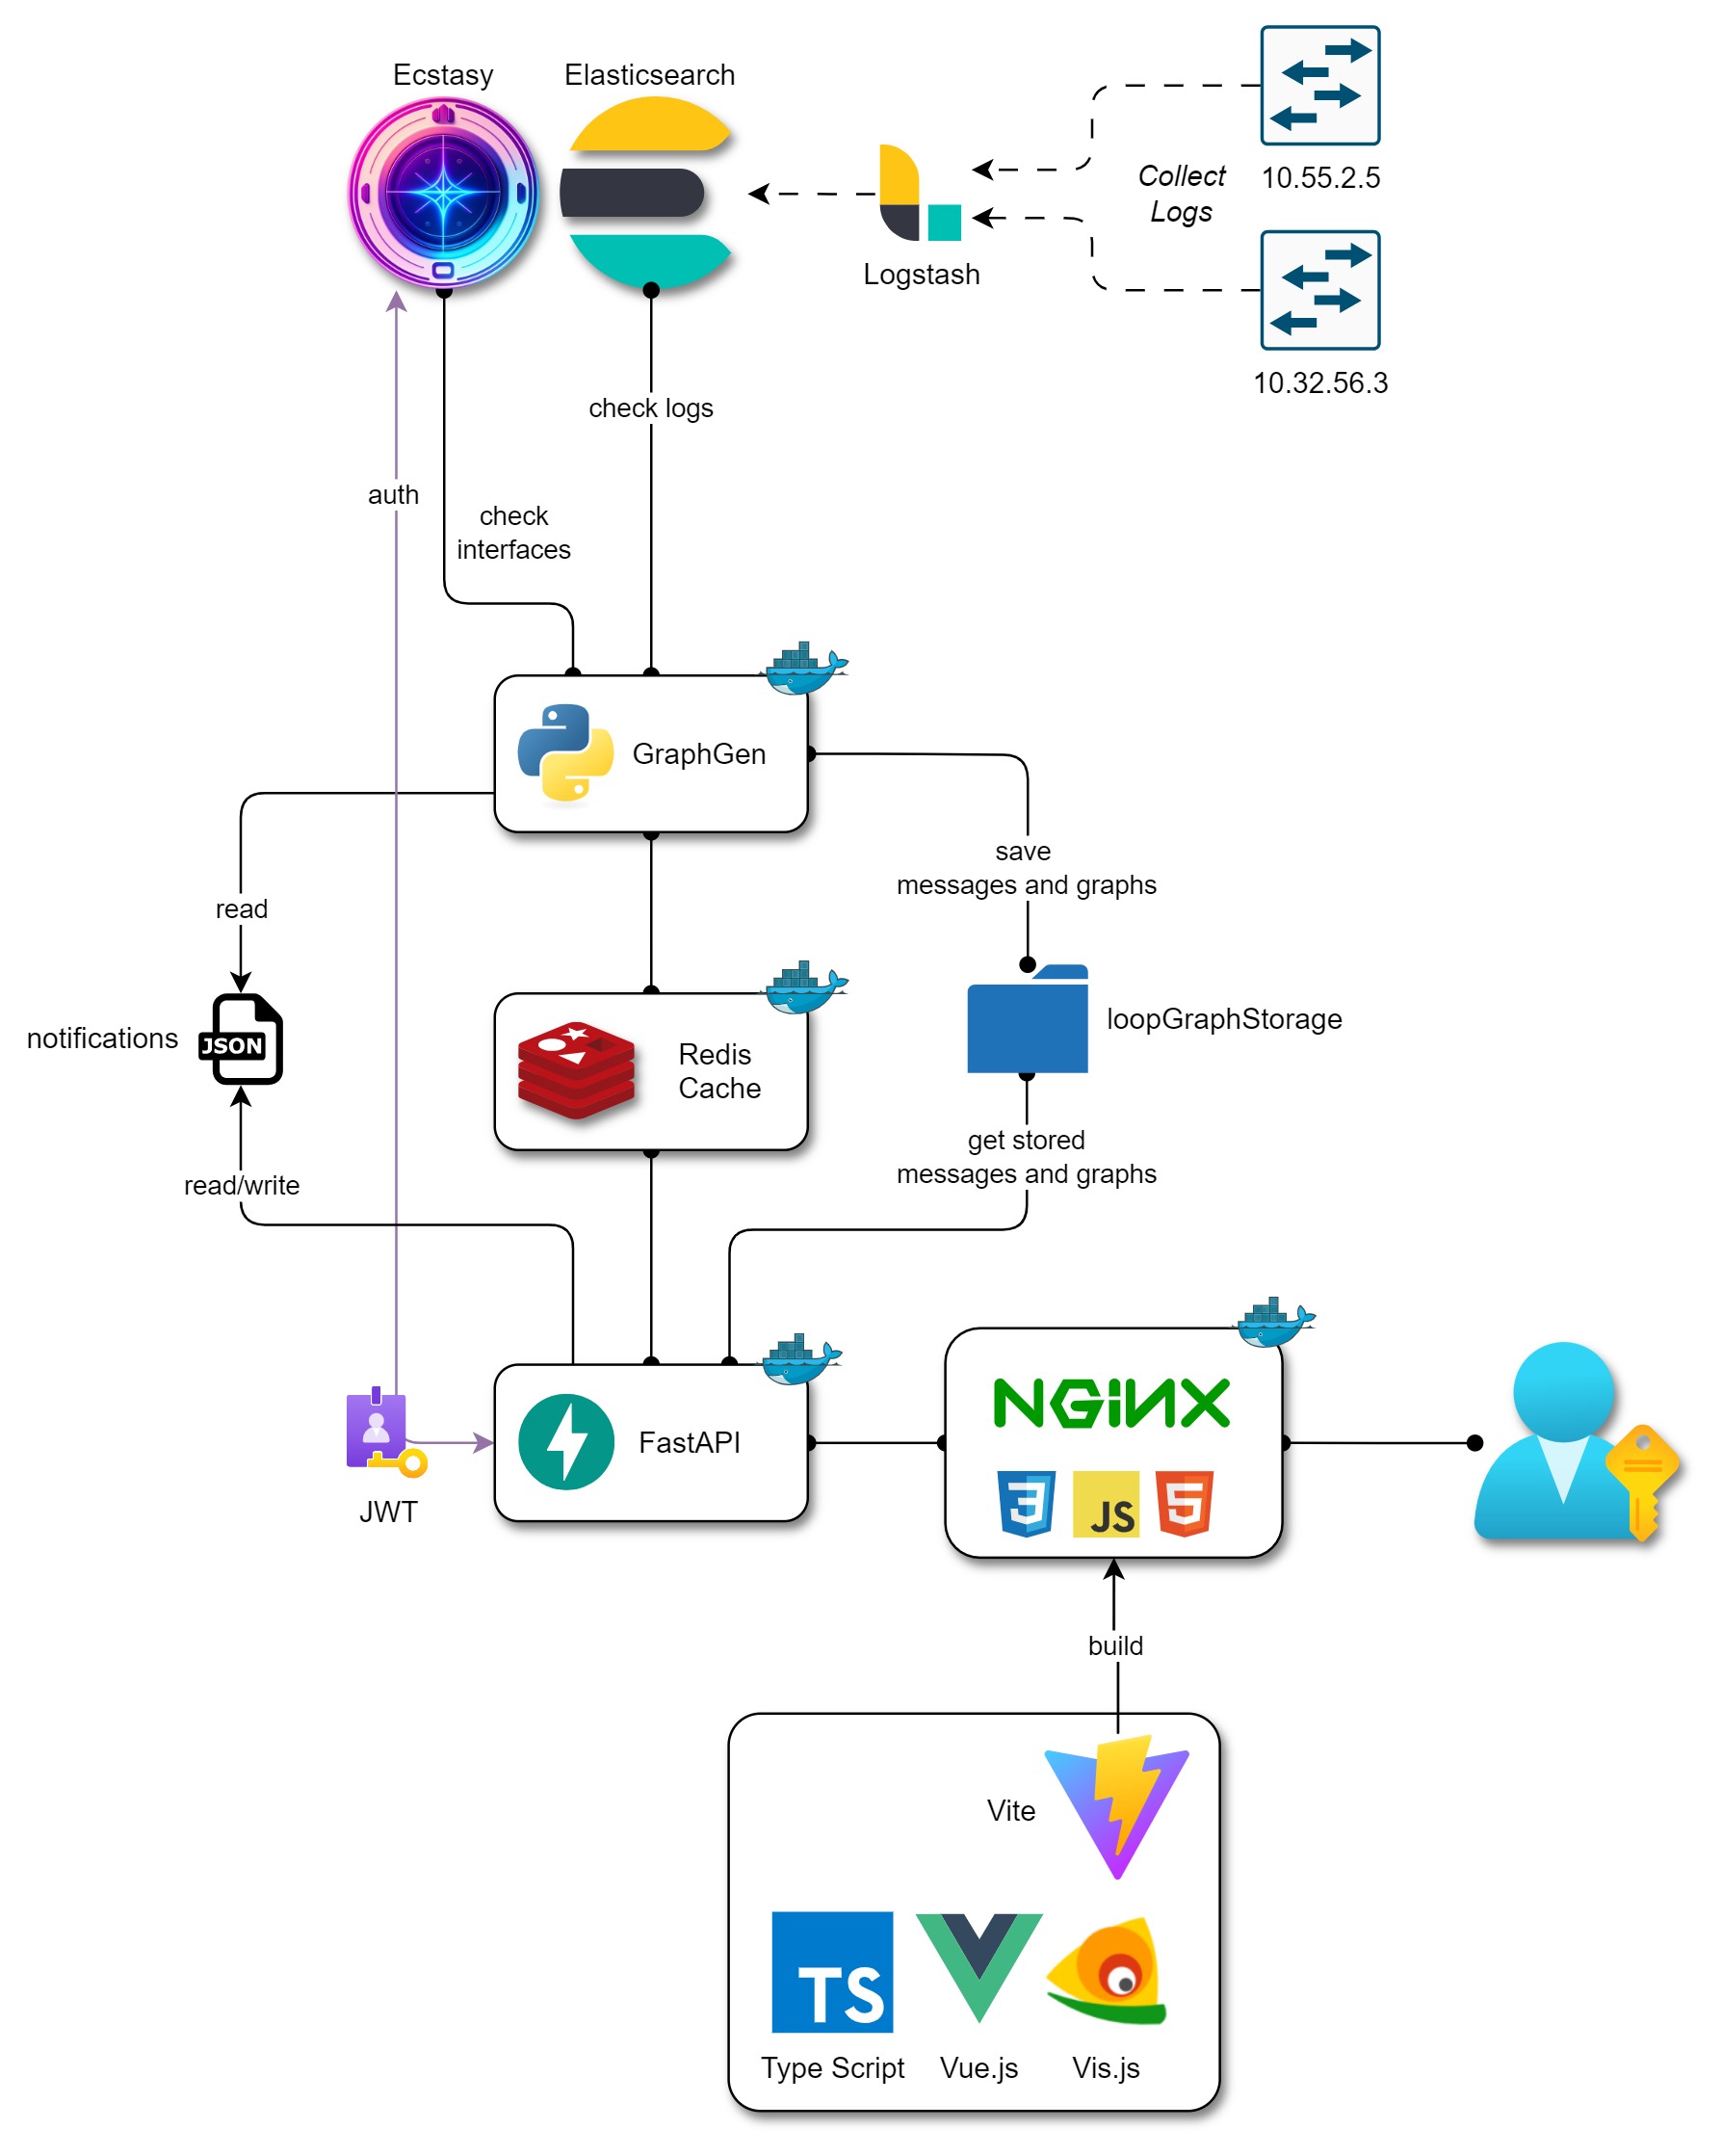 Ecstasy
Elasticsearch
10.55.2.5
Collect
Logs
Logstash
10.32.56.3
check logs
auth
check
interfaces
GraphGen
save
messages and graphs
read
notifications
JSON
Redis
Cache
loopGraphStorage
get stored
messages and graphs
read/write
NGINX
FastAPI
JS
JWT
build
Vite
TS
Type Script
Vue.js
Vis.js